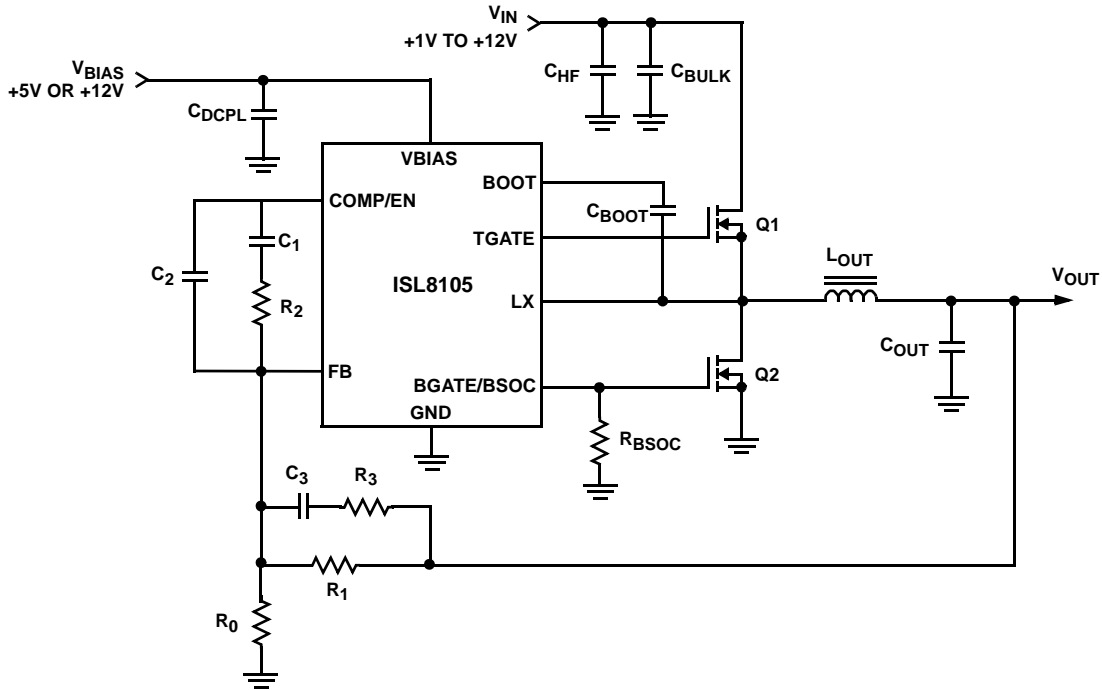 VIN
+1V TO +12V
VBIAS
+5V OR +12V
CHF
CBULK
CDCPL
VBIAS
BOOT
COMP/EN
CBOOT
Q1
TGATE
C1
C2
ISL8105
LOUT
VOUT
LX
R2
COUT
FB
Q2
BGATE/BSOC
GND
RBSOC
C3
R3
R1
R0